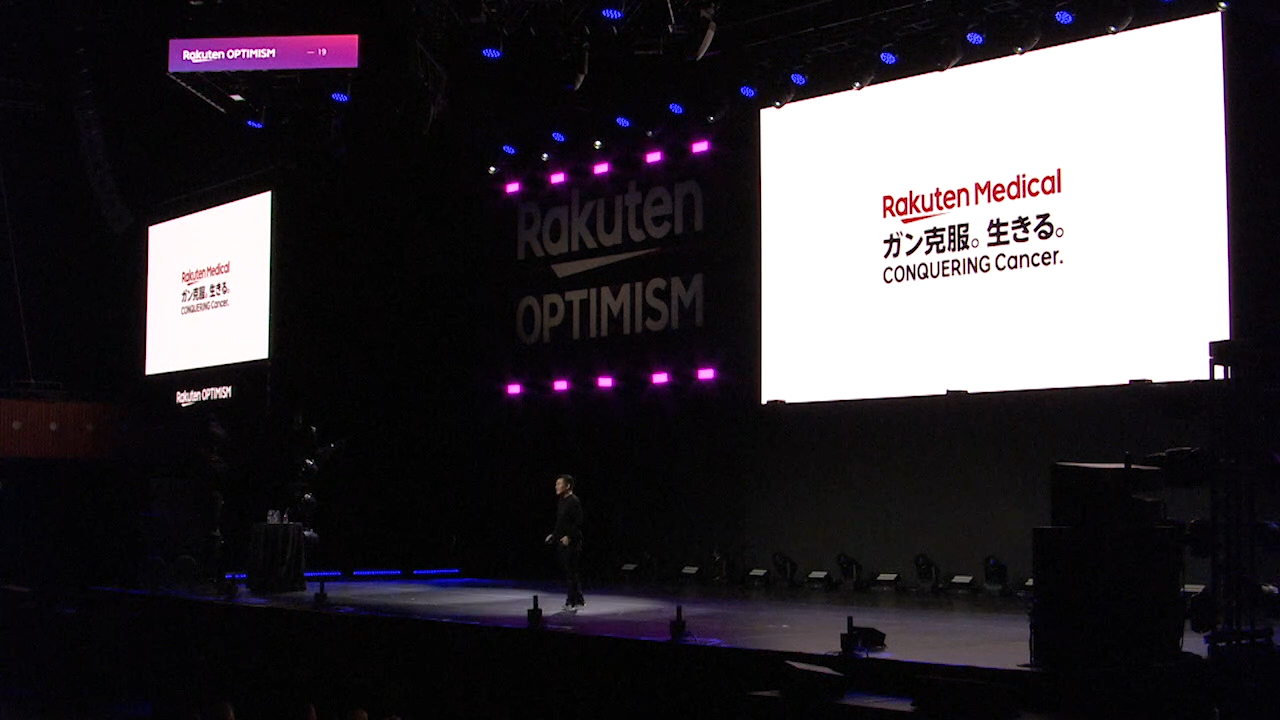 Rakuten OPTIMISM
— 19
Rakuten Medical
ガン克服。生きる。
CONQUERING Cancer.
Rakuten OPTIMISM
Rakuten
OPTIMISM
Rakuten Medical
ガン克服。生きる。
CONQUERING Cancer.